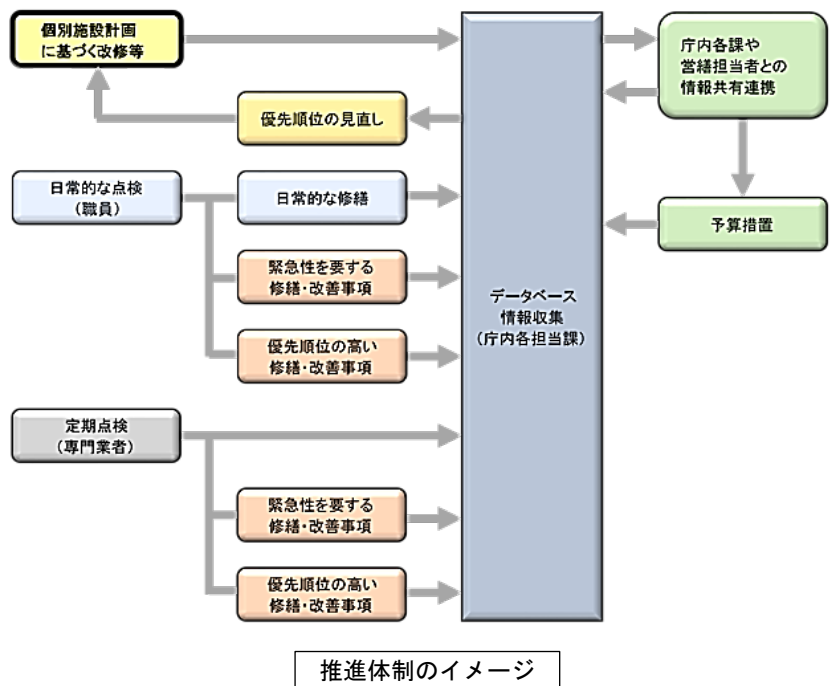 個別施設計画
に基づく改修等
庁内各課や
営繕担当者との
情報共有連携
優先順位の見直し
日常的な点検
(職員)
日常的な修繕
予算措置
緊急性を要する
修繕・改善事項
データベース
情報収集
(庁内各担当課)
優先順位の高い
修繕・改善事項
定期点検
(専門業者)
緊急性を要する
修繕・改善事項
優先順位の高い
修繕・改善事項
推進体制のイメージ